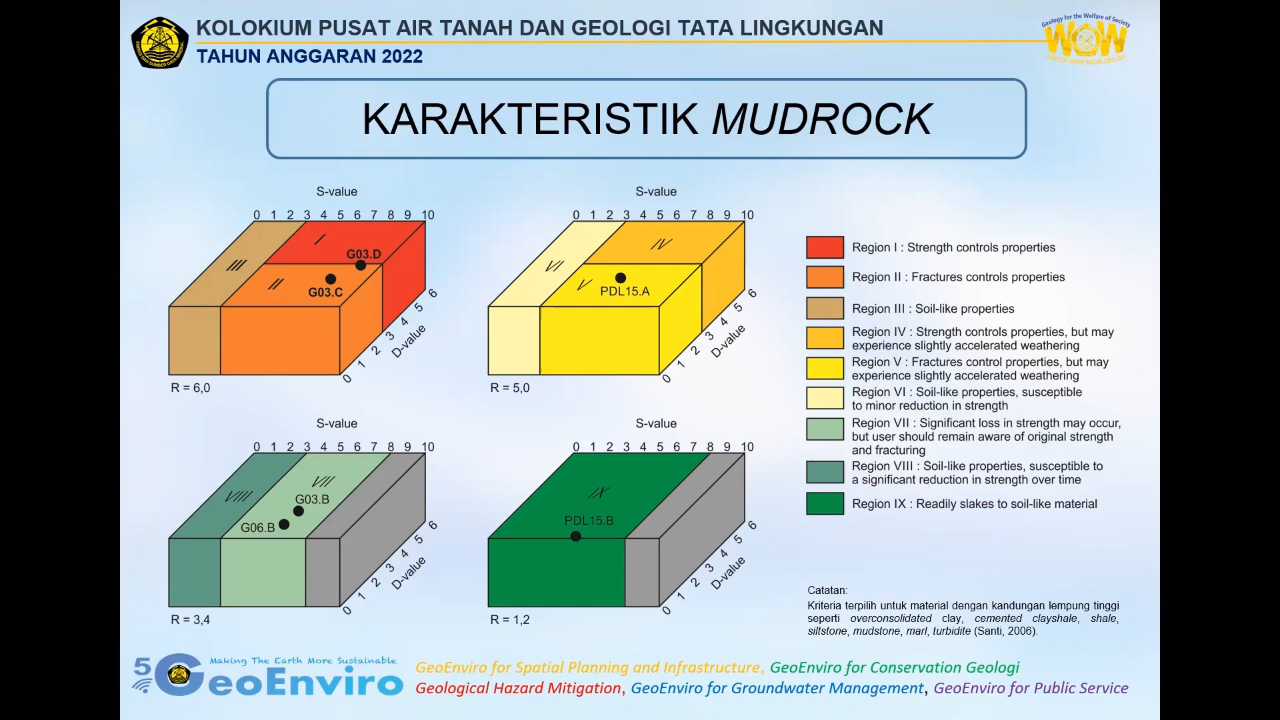 KOLOKIUM PUSAT AIR TANAH DAN GEOLOGI TATA LINGKUNGAN
TAHUN ANGGARAN 2022
Geology for the Welfare of Society
WOW
KARAKTERISTIK MUDROCK
S-value
0 1 2 3 4 5 6 7 8 9 10
I
II
III
G03.D
G03.C
0 1 2 3 4 5 6
D-value
R = 6,0
S-value
0 1 2 3 3 5 6 7 8 9 10
IV
V
VI
PDL15.A
0 1 2 3 4 5 6
D-value
R = 5,0
S-value
0 1 2 3 4 5 6 7 8 9 10
VII
VIII
G03.B
G06.B
0 1 2 3 4 5 6
D-value
R = 3,4
S-value
0 1 2 3 4 5 6 7 8 9 10
IX
PDL15.B
0 1 2 3 4 5 6
D-value
R = 1,2
Region I : Strength controls properties
Region II : Fractures controls properties
Region III : Soil-like properties
Region IV : Strength controls properties, but may
experience slightly accelerated weathering
Region V : Fractures control properties, but may
experience slightly accelerated weathering
Region VI : Soil-like properties, susceptible
to minor reduction in strength
Region VII : Significant loss in strength may occur,
but user should remain aware of original strength
and fracturing
Region VIII : Soil-like properties, susceptible to
a significant reduction in strength over time
Region IX : Readily slakes to soil-like material
Catatan:
Kriteria terpilih untuk material dengan kandungan lempung tinggi
seperti overconsolidated clay, cemented clayshale, shale,
siltstone, mudstone, marl, turbidite (Santi, 2006).
5 GeoEnviro
Making The Earth More Sustainable
GeoEnviro for Spatial Planning and Infrastructure, GeoEnviro for Conservation Geologi
Geological Hazard Mitigation, GeoEnviro for Groundwater Management, GeoEnviro for Public Service